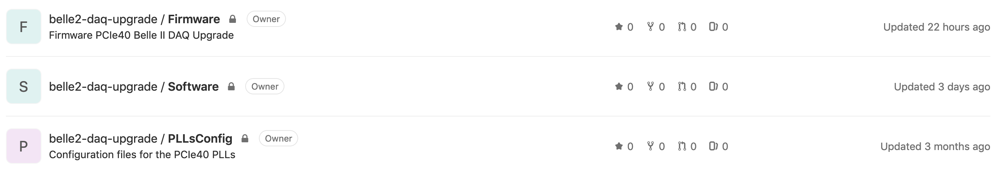 F
belle2-daq-upgrade / Firmware Owner
Firmware PCIe40 Belle II DAQ Upgrade
0 0 0 0
Updated 22 hours ago
S
belle2-daq-upgrade / Software Owner
0 0 0 0
Updated 3 days ago
P
belle2-daq-upgrade / PLLsConfig Owner
Configuration files for the PCIe40 PLLs
0 0 0 0
Updated 3 months ago